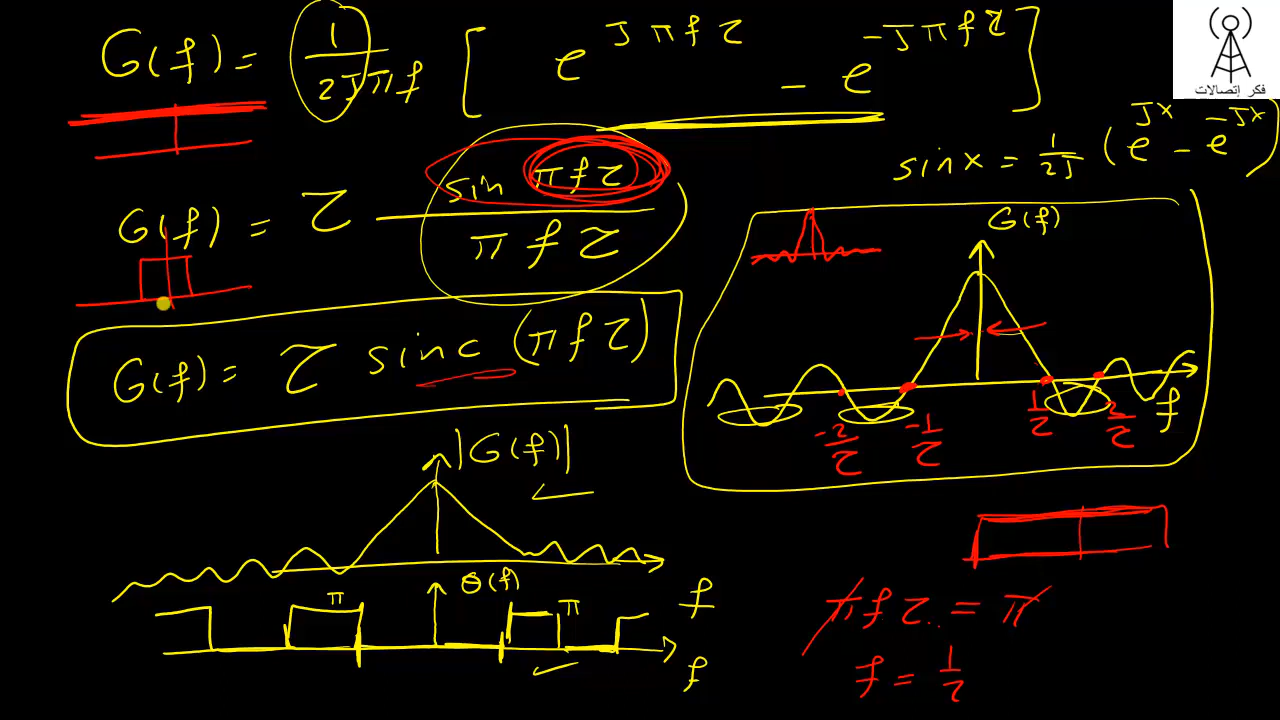 G(f) = 1/2Jπf [ e^Jπfτ - e^-Jπfτ ]
فكر إتصالات
sin x = 1/2J ( e^Jx - e^-Jx )
G(f) = τ sin πfτ / πfτ
G(f)
G(f) = τ sinc (πfτ)
-2/τ -1/τ 1/τ 2/τ f
|G(f)|
f
θ(f)
π π
f
πfτ = π
f = 1/τ